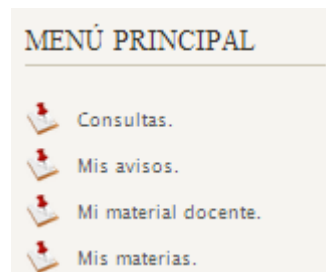 MENÚ PRINCIPAL
Consultas.
Mis avisos.
Mi material docente.
Mis materias.